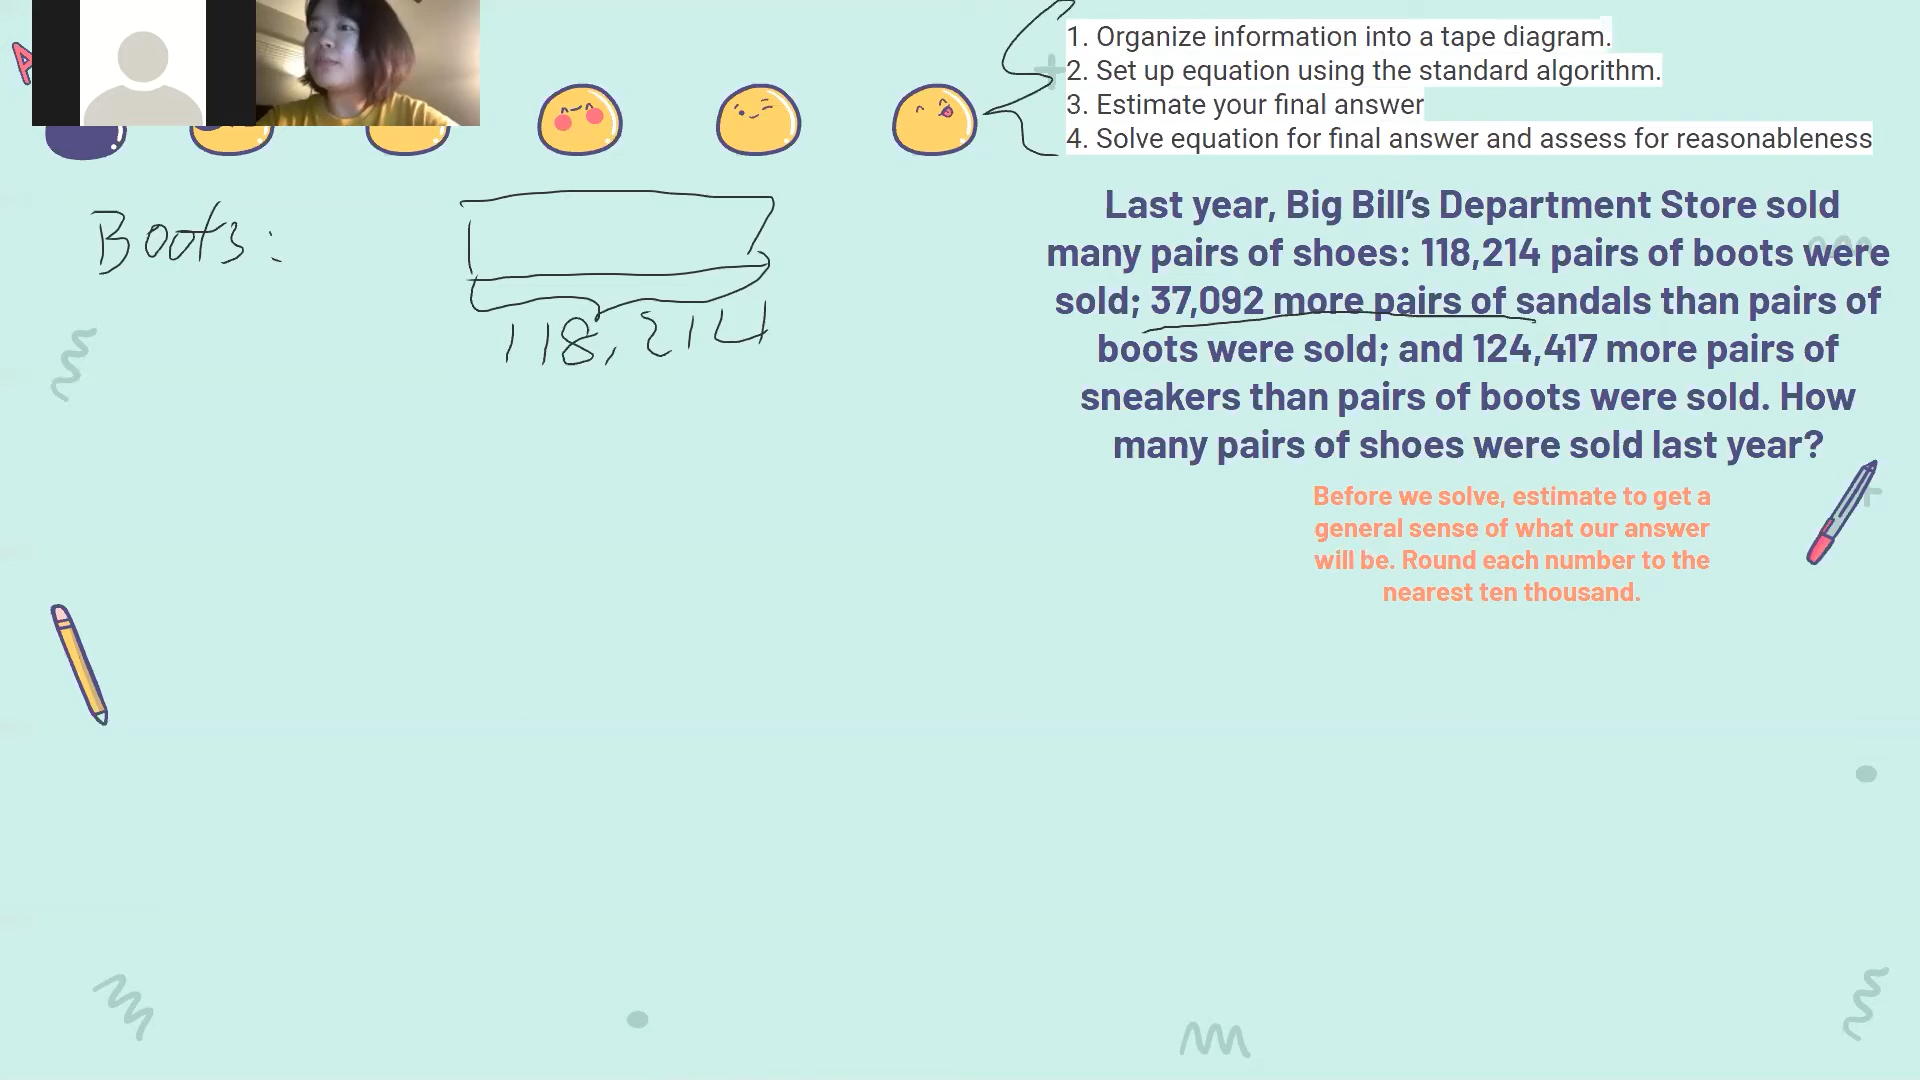 1. Organize information into a tape diagram.
2. Set up equation using the standard algorithm.
3. Estimate your final answer
4. Solve equation for final answer and assess for reasonableness
Boots:
118,214
Last year, Big Bill's Department Store sold
many pairs of shoes: 118,214 pairs of boots were
sold; 37,092 more pairs of sandals than pairs of
boots were sold; and 124,417 more pairs of
sneakers than pairs of boots were sold. How
many pairs of shoes were sold last year?
Before we solve, estimate to get a
general sense of what our answer
will be. Round each number to the
nearest ten thousand.